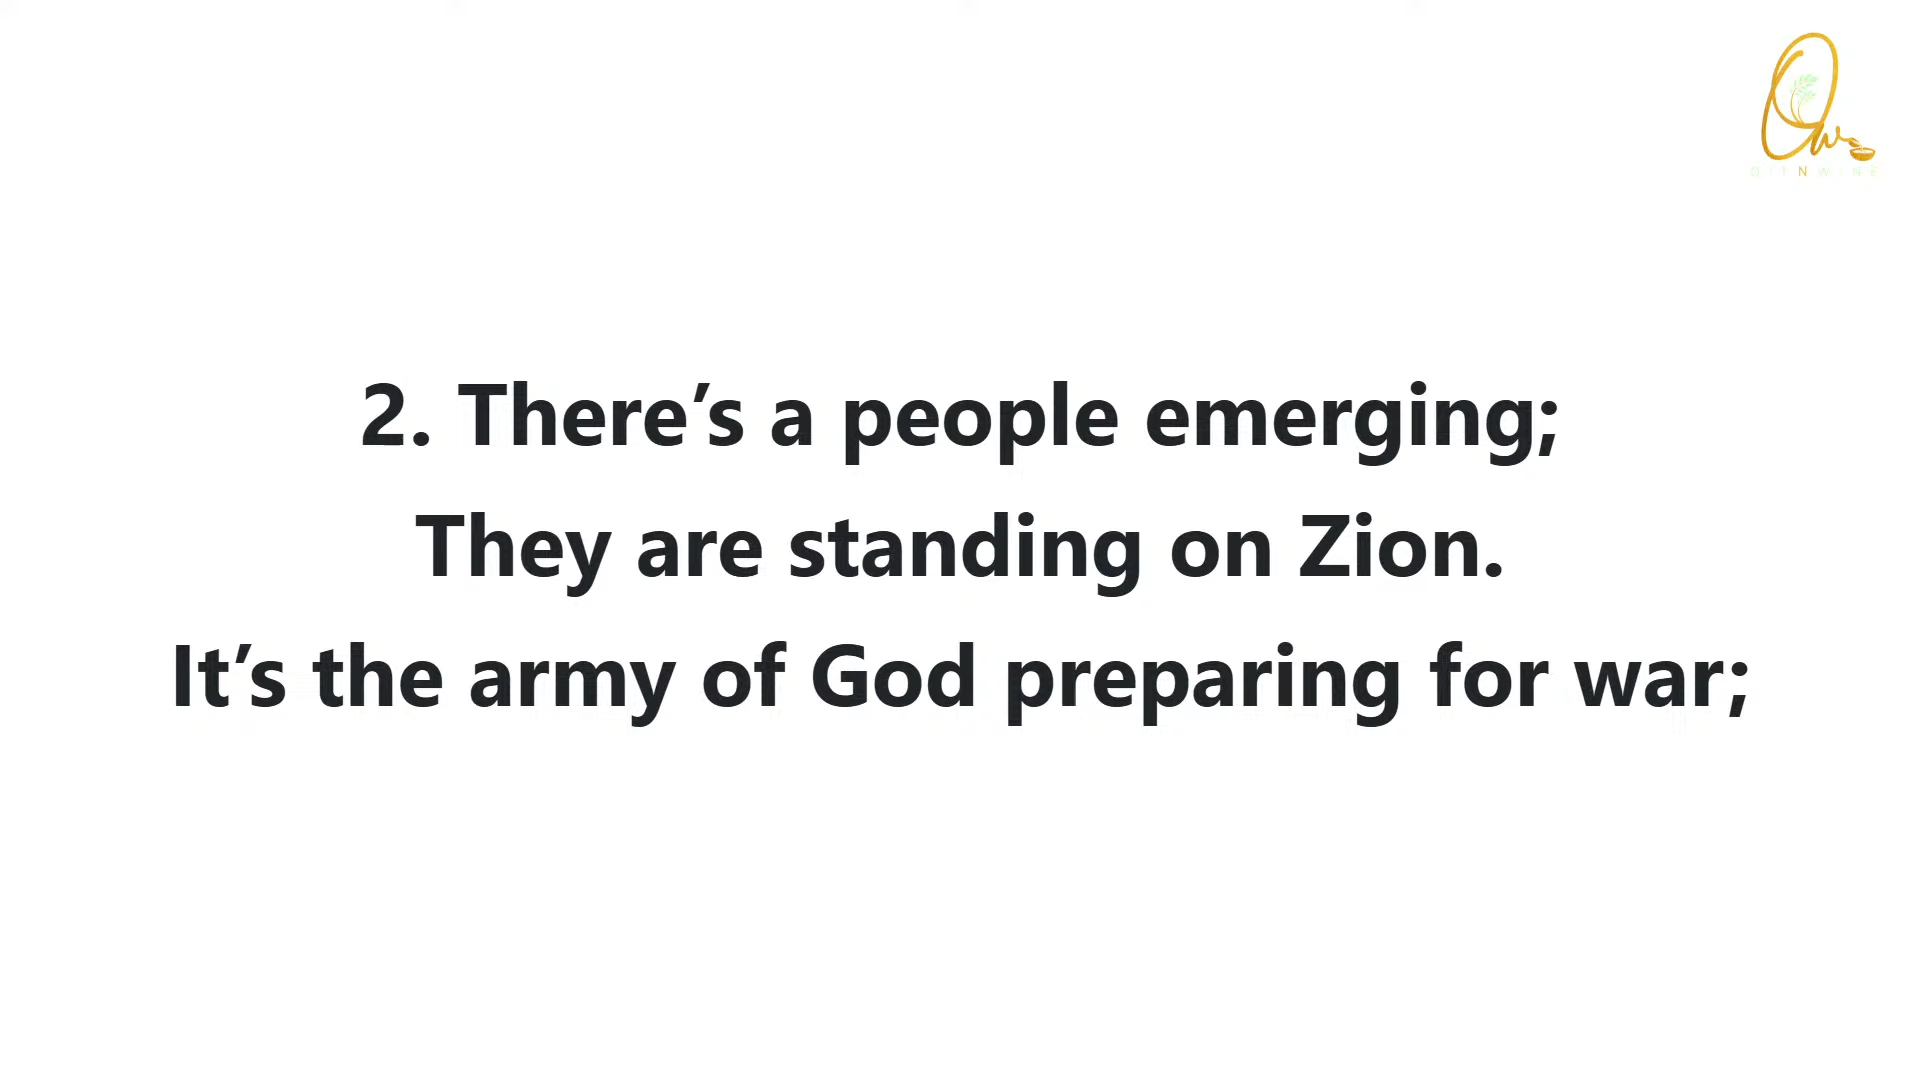 2. There’s a people emerging;
They are standing on Zion.
It’s the army of God preparing for war;